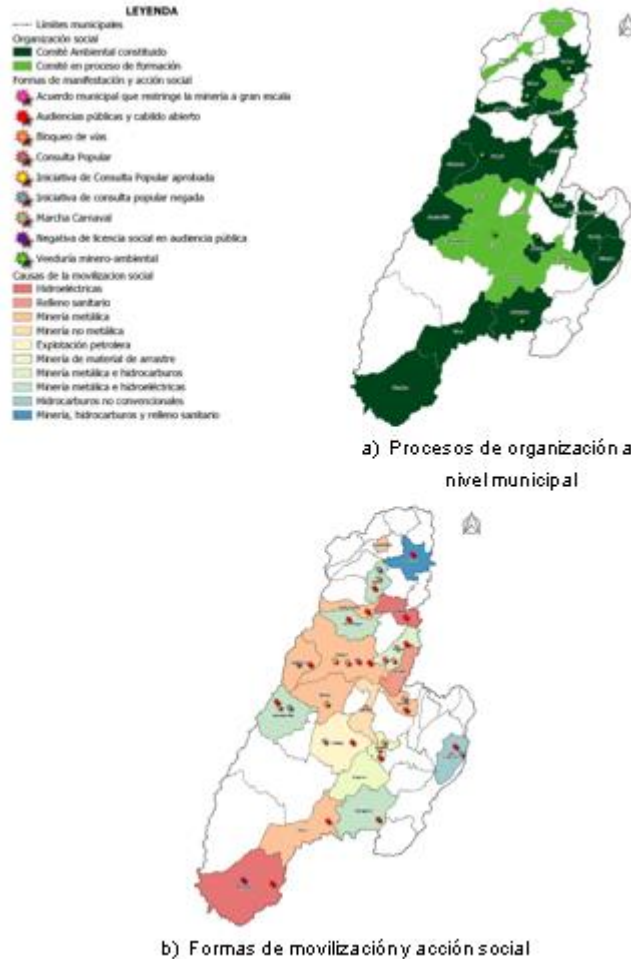 LEYENDA
Límites municipales
Organización social
Comité Ambiental constituido
Comité en proceso de formación
Formas de manifestación y acción social
Acuerdo municipal que restringe la minería a gran escala
Audiencias públicas y cabildo abierto
Bloqueo de vías
Consulta Popular
Iniciativa de Consulta Popular aprobada
Iniciativa de consulta popular negada
Marcha Carnaval
Negativa de licencia social en audiencia pública
Veeduría minero-ambiental
Causas de la movilizacion social
Hidroeléctricas
Relleno sanitario
Minería metálica
Minería no metálica
Explotación petrolera
Minería de material de arrastre
Minería metálica e hidrocarburos
Minería metálica e hidroeléctricas
Hidrocarburos no convencionales
Minería, hidrocarburos y relleno sanitario
a) Procesos de organización a
nivel municipal
b) Formas de movilización y acción social